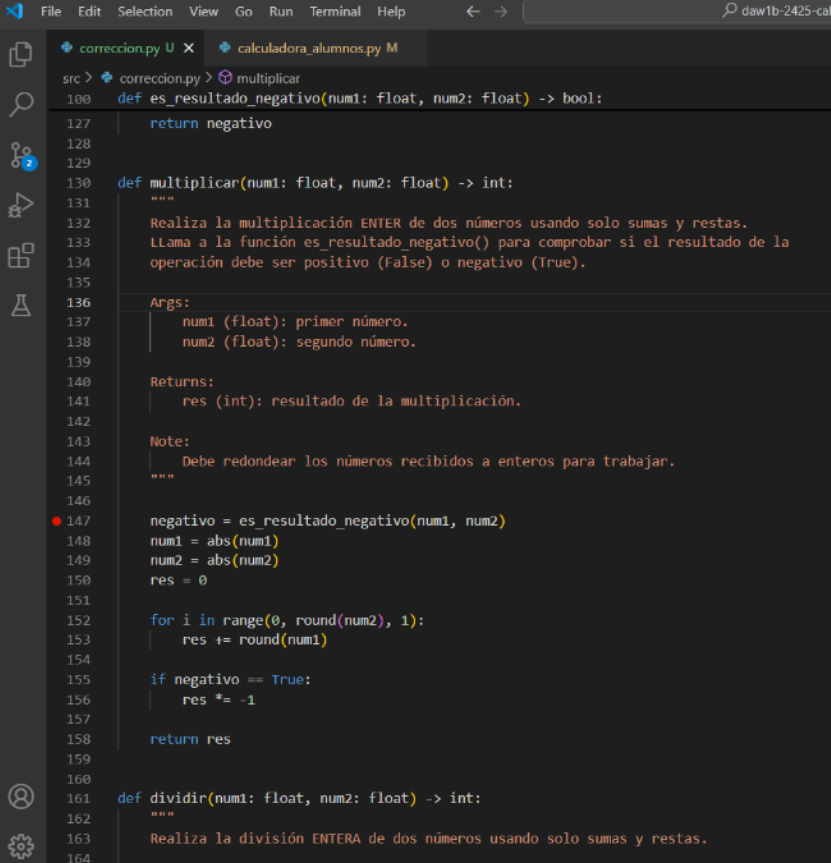 File Edit Selection View Go Run Terminal Help ← → daw1b-2425-cal
correccion.py U × calculadora_alumnos.py M
src > correccion.py > multiplicar
100 def es_resultado_negativo(num1: float, num2: float) -> bool:
127 return negativo
128
129
130 def multiplicar(num1: float, num2: float) -> int:
131 """
132 Realiza la multiplicación ENTER de dos números usando solo sumas y restas.
133 LLama a la función es_resultado_negativo() para comprobar si el resultado de la
134 operación debe ser positivo (False) o negativo (True).
135
136 Args:
137 num1 (float): primer número.
138 num2 (float): segundo número.
139
140 Returns:
141 res (int): resultado de la multiplicación.
142
143 Note:
144 Debe redondear los números recibidos a enteros para trabajar.
145 """
146
147 negativo = es_resultado_negativo(num1, num2)
148 num1 = abs(num1)
149 num2 = abs(num2)
150 res = 0
151
152 for i in range(0, round(num2), 1):
153 res += round(num1)
154
155 if negativo == True:
156 res *= -1
157
158 return res
159
160
161 def dividir(num1: float, num2: float) -> int:
162 """
163 Realiza la división ENTERA de dos números usando solo sumas y restas.
164
2